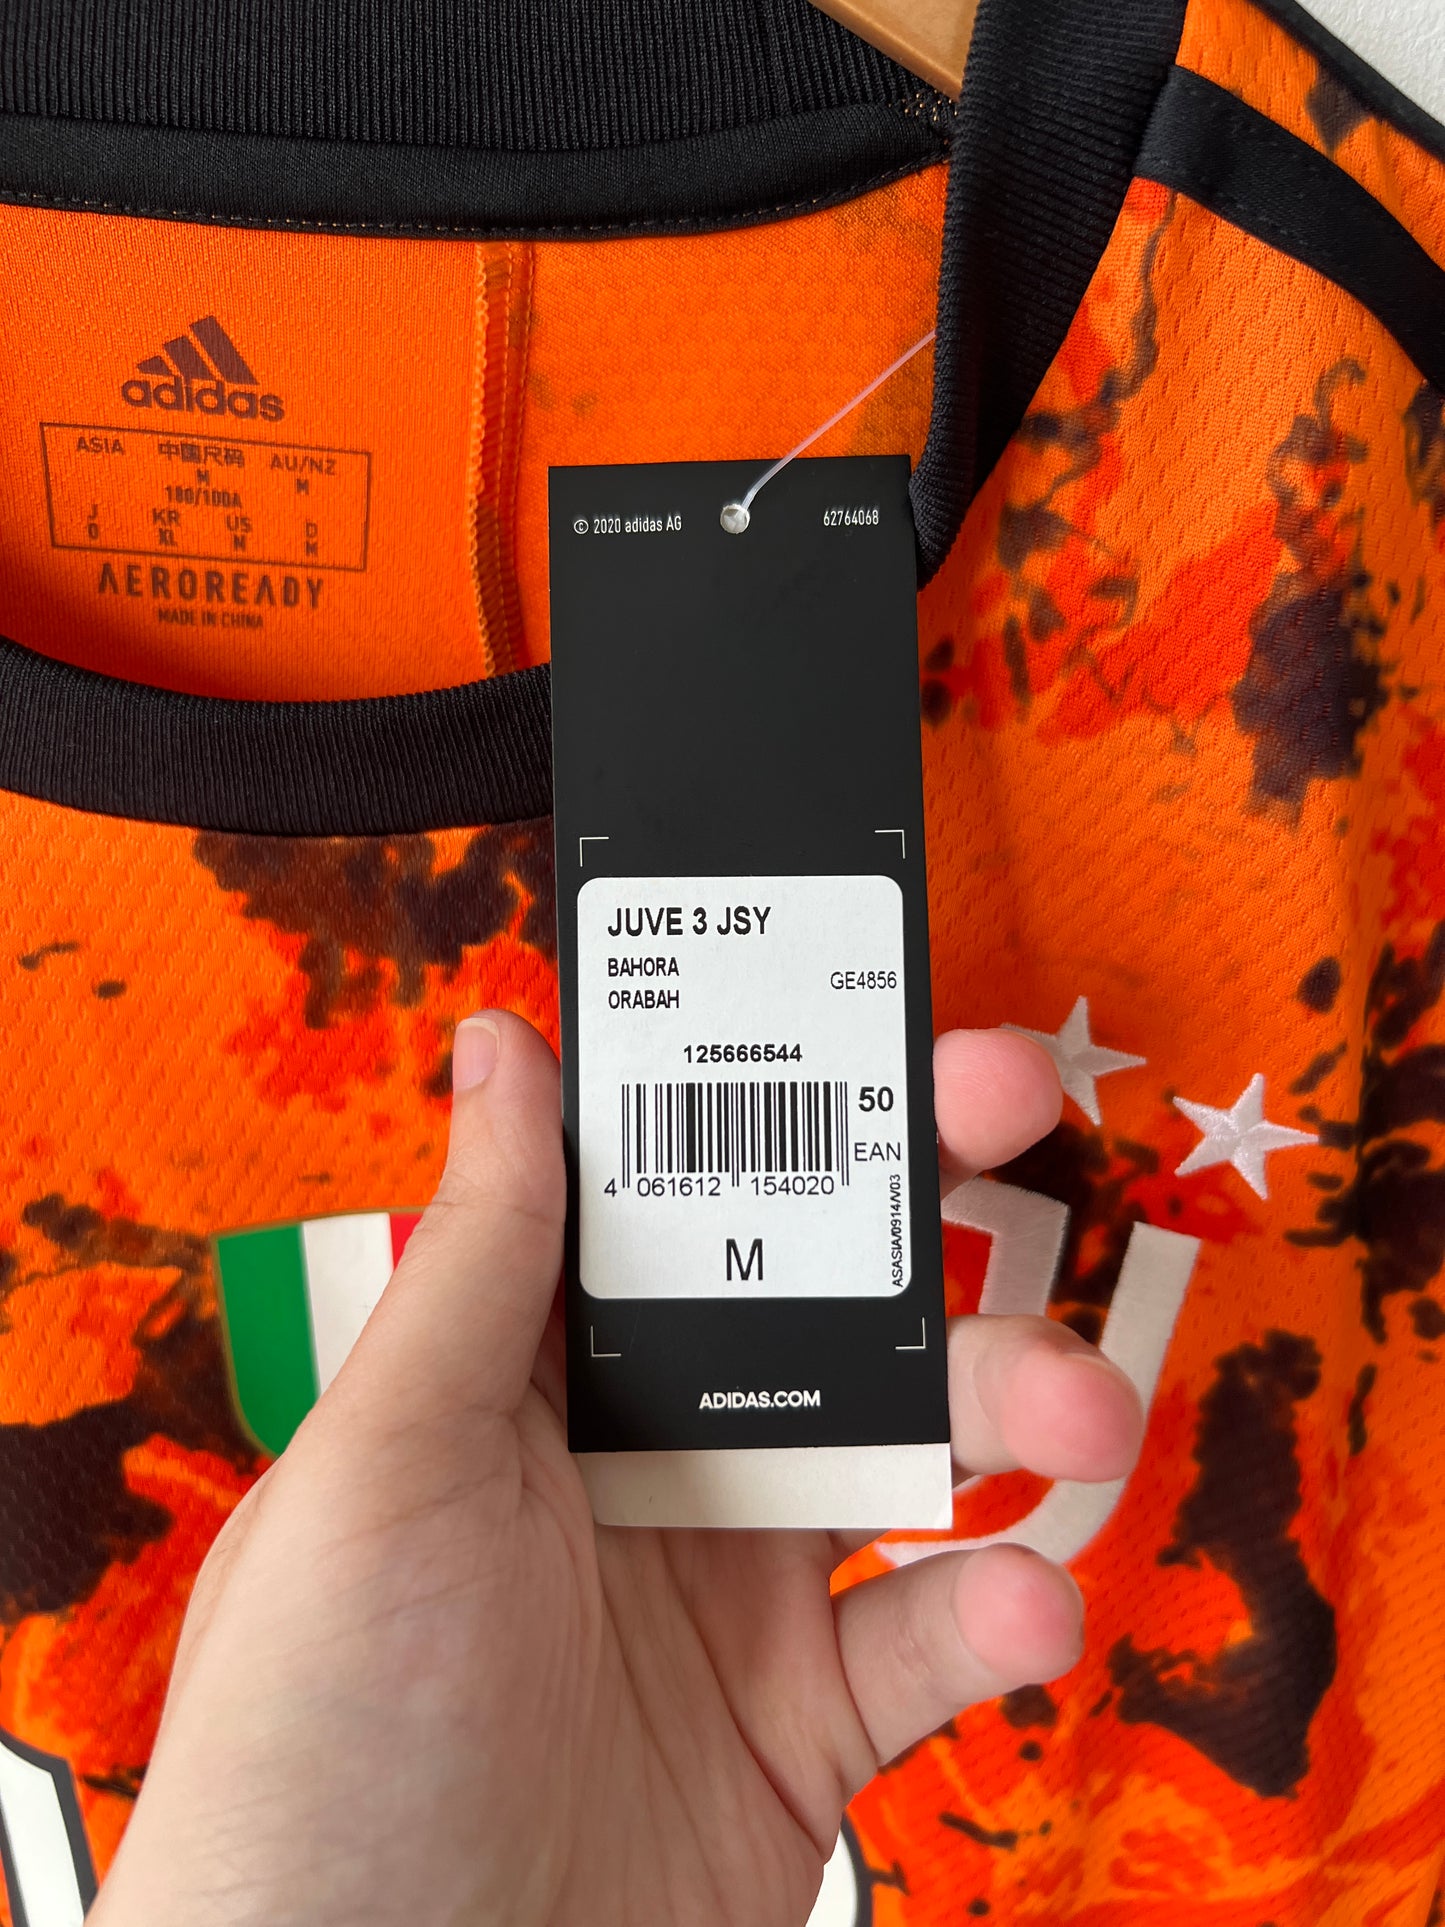 adidas
ASIA 中国尺码 AU/NZ
M M
180/100A
J KR US D
O XL M M
AEROREADY
MADE IN CHINA
© 2020 adidas AG 62764068
JUVE 3 JSY
BAHORA
ORABAH
GE4856
125666544
50
EAN
4 061612 154020
M
ASASIA/0914/V03
ADIDAS.COM